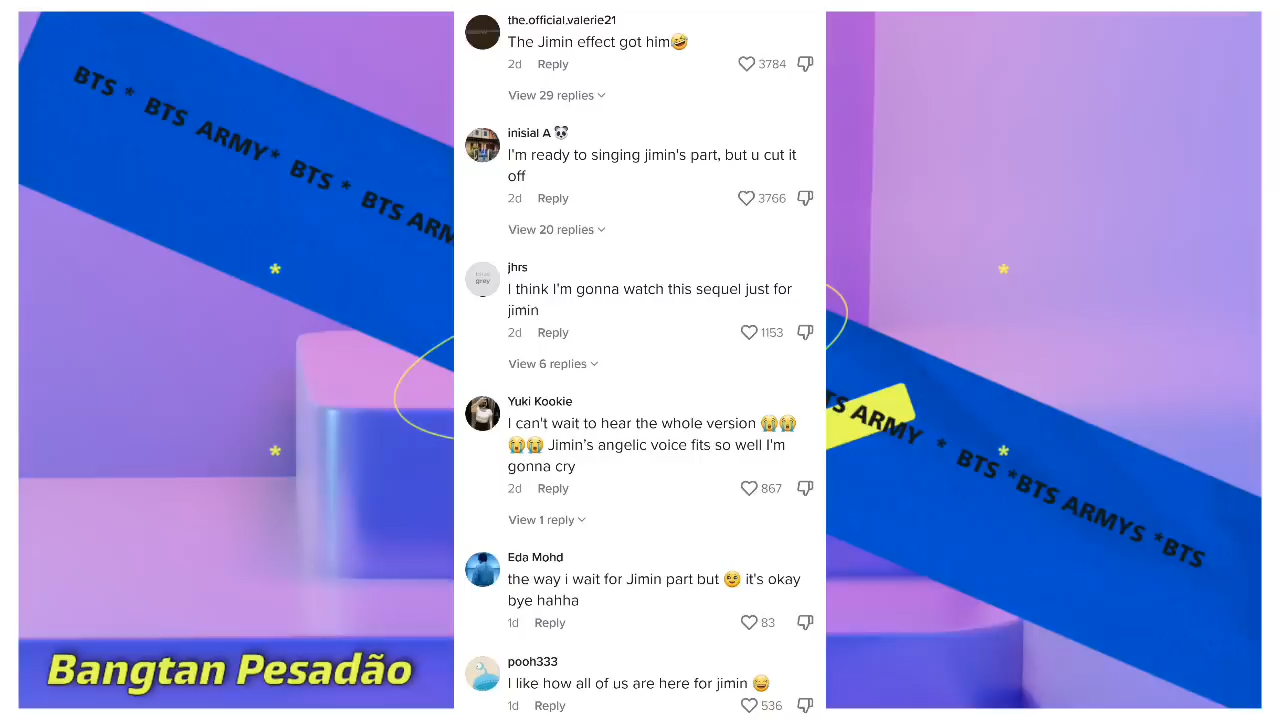 BTS * BTS ARMY* BTS * BTS ARM
the.official.valerie21
The Jimin effect got him🤣
2d Reply 3784
View 29 replies
inisial A 🐼
I'm ready to singing jimin's part, but u cut it
off
2d Reply 3766
View 20 replies
jhrs
grey
I think I'm gonna watch this sequel just for
jimin
2d Reply 1153
View 6 replies
Yuki Kookie
I can't wait to hear the whole version 😭😭
😭😭 Jimin’s angelic voice fits so well I'm
gonna cry
2d Reply 867
View 1 reply
Eda Mohd
the way i wait for Jimin part but 🥹 it's okay
bye hahha
1d Reply 83
pooh333
I like how all of us are here for jimin 😅
1d Reply 536
TS ARMY * BTS *BTS ARMYS *BTS
Bangtan Pesadão